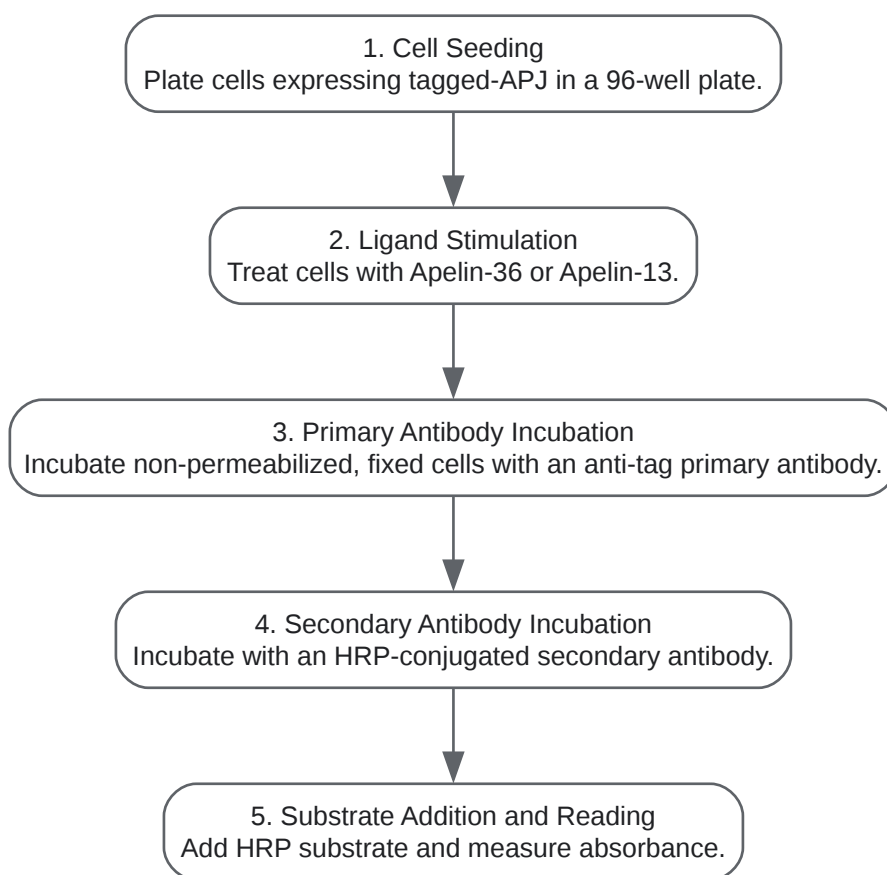 1. Cell Seeding
Plate cells expressing tagged-APJ in a 96-well plate.
2. Ligand Stimulation
Treat cells with Apelin-36 or Apelin-13.
3. Primary Antibody Incubation
Incubate non-permeabilized, fixed cells with an anti-tag primary antibody.
4. Secondary Antibody Incubation
Incubate with an HRP-conjugated secondary antibody.
5. Substrate Addition and Reading
Add HRP substrate and measure absorbance.